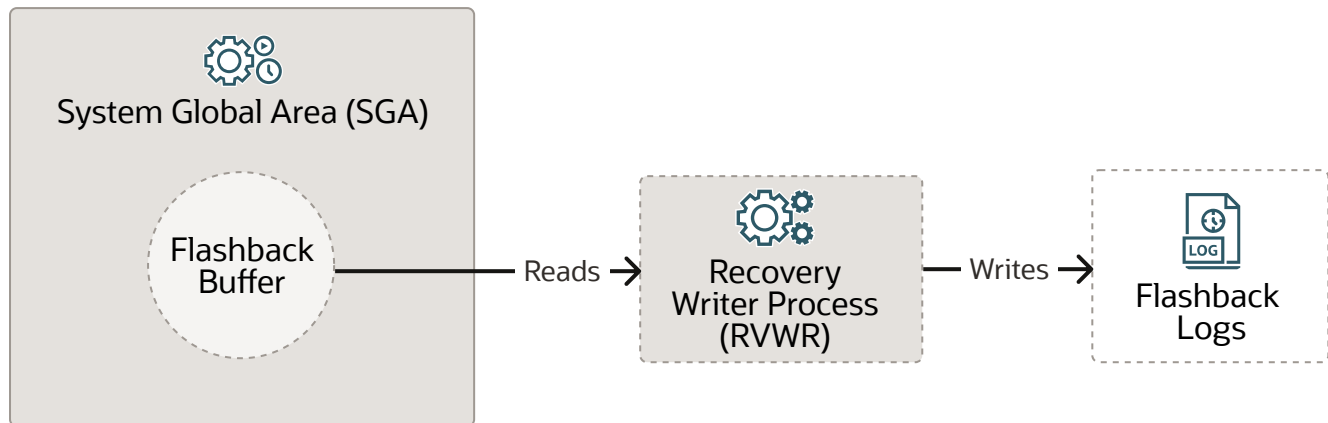 System Global Area (SGA)
Flashback
Buffer
Reads
Recovery
Writer Process
(RVWR)
Writes
LOG
Flashback
Logs